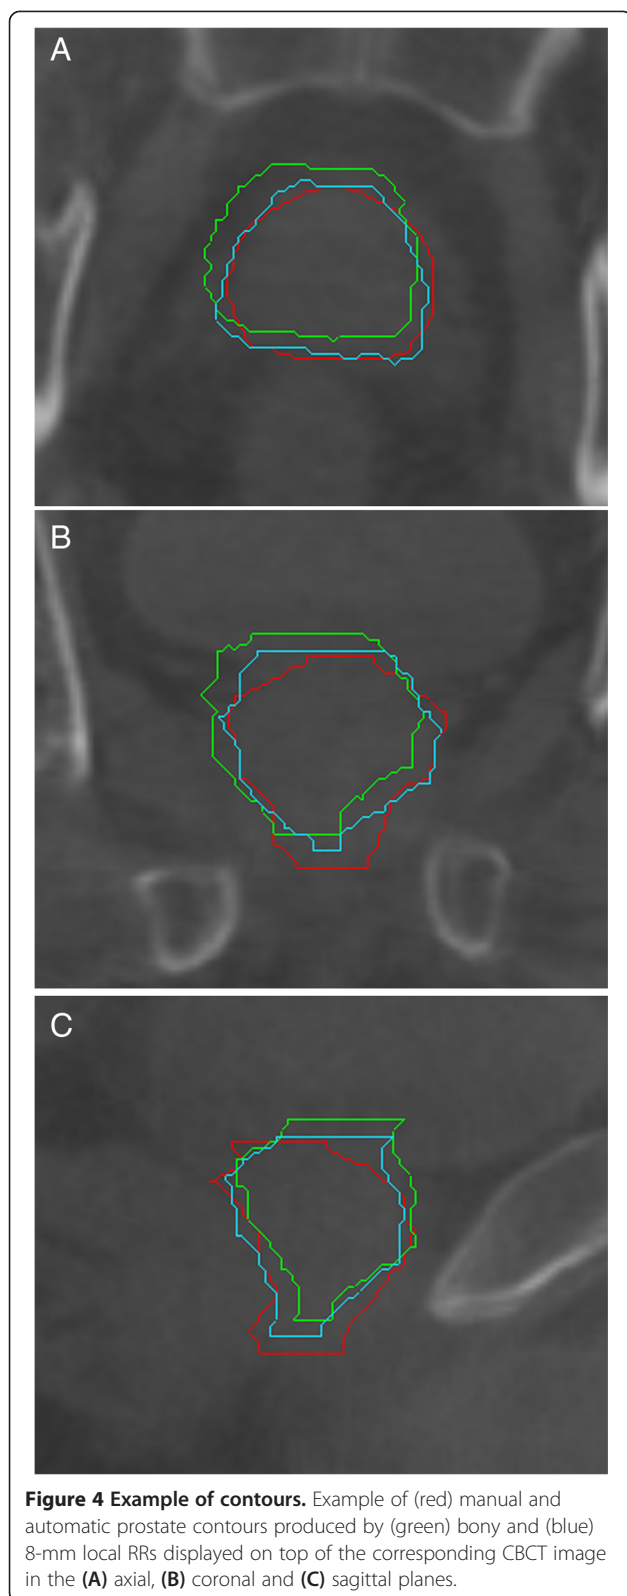 A
B
C
Figure 4 Example of contours. Example of (red) manual and
automatic prostate contours produced by (green) bony and (blue)
8-mm local RRs displayed on top of the corresponding CBCT image
in the (A) axial, (B) coronal and (C) sagittal planes.